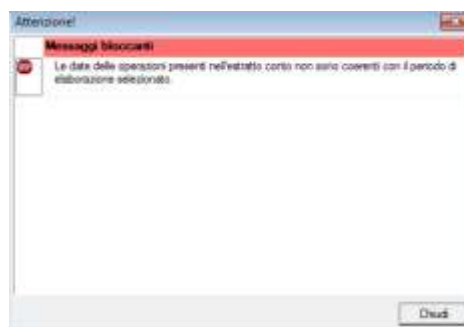 Attenzione!
Messaggi bloccanti
Le date delle operazioni presenti nell'estratto conto non sono coerenti con il periodo di
elaborazione selezionato.
Chiudi